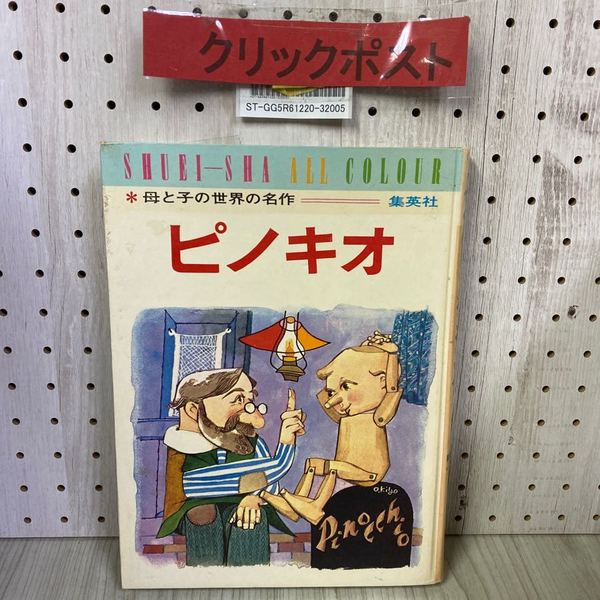 クリックポスト
ST-GG5R61220-32005
SHUEI-SHA ALL COLOUR
*母と子の世界の名作 集英社
ピノキオ
akiyo
Pinocchio